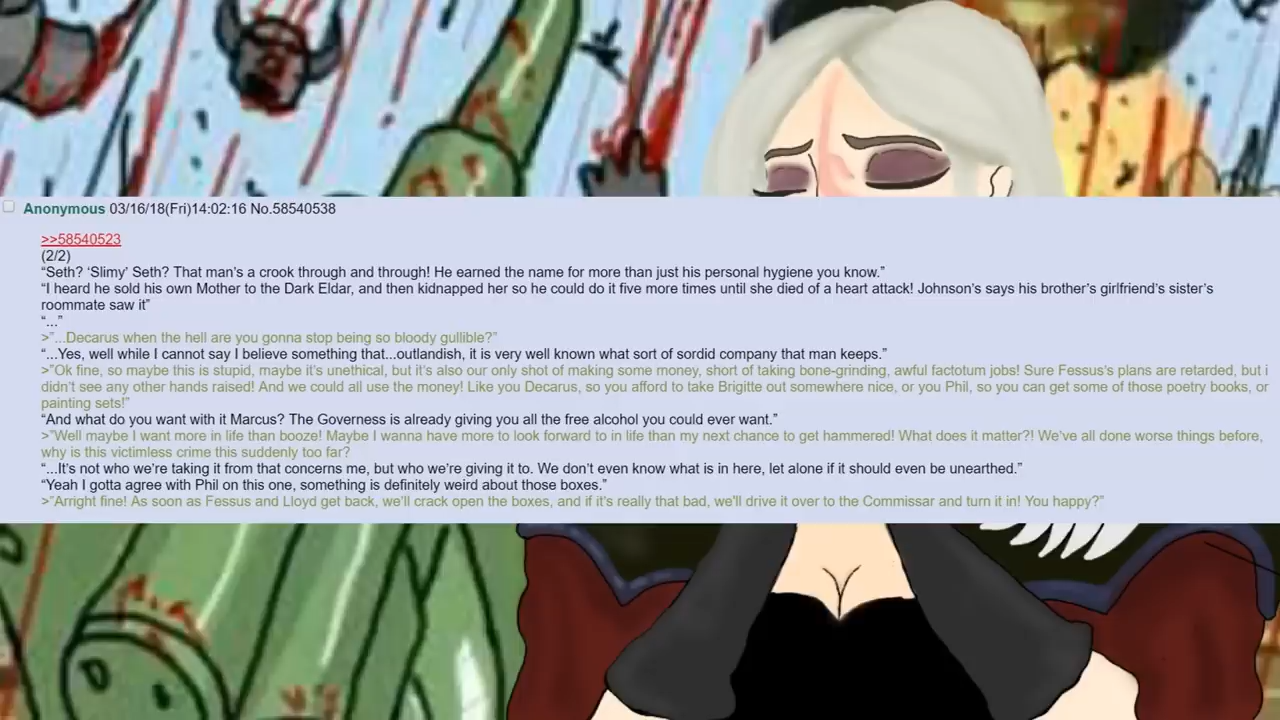 Anonymous 03/16/18(Fri)14:02:16 No.58540538
>>58540523
(2/2)
“Seth? ‘Slimy’ Seth? That man’s a crook through and through! He earned the name for more than just his personal hygiene you know.”
“I heard he sold his own Mother to the Dark Eldar, and then kidnapped her so he could do it five more times until she died of a heart attack! Johnson’s says his brother’s girlfriend’s sister’s
roommate saw it”
“...”
>”...Decarus when the hell are you gonna stop being so bloody gullible?”
“...Yes, well while I cannot say I believe something that...outlandish, it is very well known what sort of sordid company that man keeps.”
>”Ok fine, so maybe this is stupid, maybe it’s unethical, but it’s also our only shot of making some money, short of taking bone-grinding, awful factotum jobs! Sure Fessus’s plans are retarded, but i
didn’t see any other hands raised! And we could all use the money! Like you Decarus, so you afford to take Brigitte out somewhere nice, or you Phil, so you can get some of those poetry books, or
painting sets!”
“And what do you want with it Marcus? The Governess is already giving you all the free alcohol you could ever want.”
>”Well maybe I want more in life than booze! Maybe I wanna have more to look forward to in life than my next chance to get hammered! What does it matter?! We’ve all done worse things before,
why is this victimless crime this suddenly too far?
“...It’s not who we’re taking it from that concerns me, but who we’re giving it to. We don’t even know what is in here, let alone if it should even be unearthed.”
“Yeah I gotta agree with Phil on this one, something is definitely weird about those boxes.”
>”Arright fine! As soon as Fessus and Lloyd get back, we’ll crack open the boxes, and if it’s really that bad, we’ll drive it over to the Commissar and turn it in! You happy?”